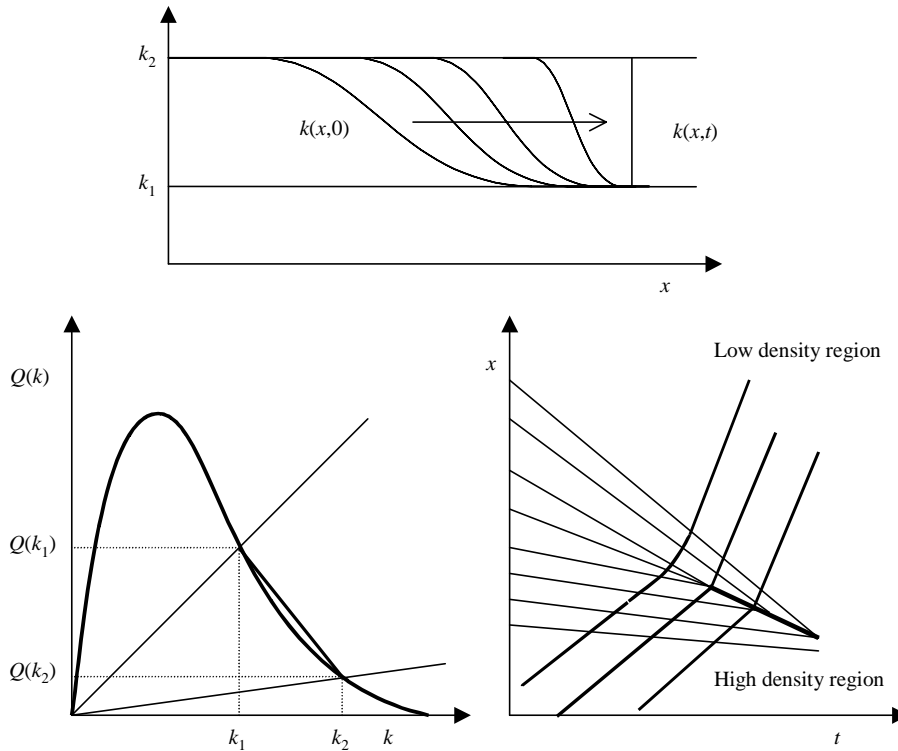 k2
k(x,0)
k(x,t)
k1
x
Q(k)
Q(k1)
Q(k2)
k1
k2
k
x
Low density region
High density region
t